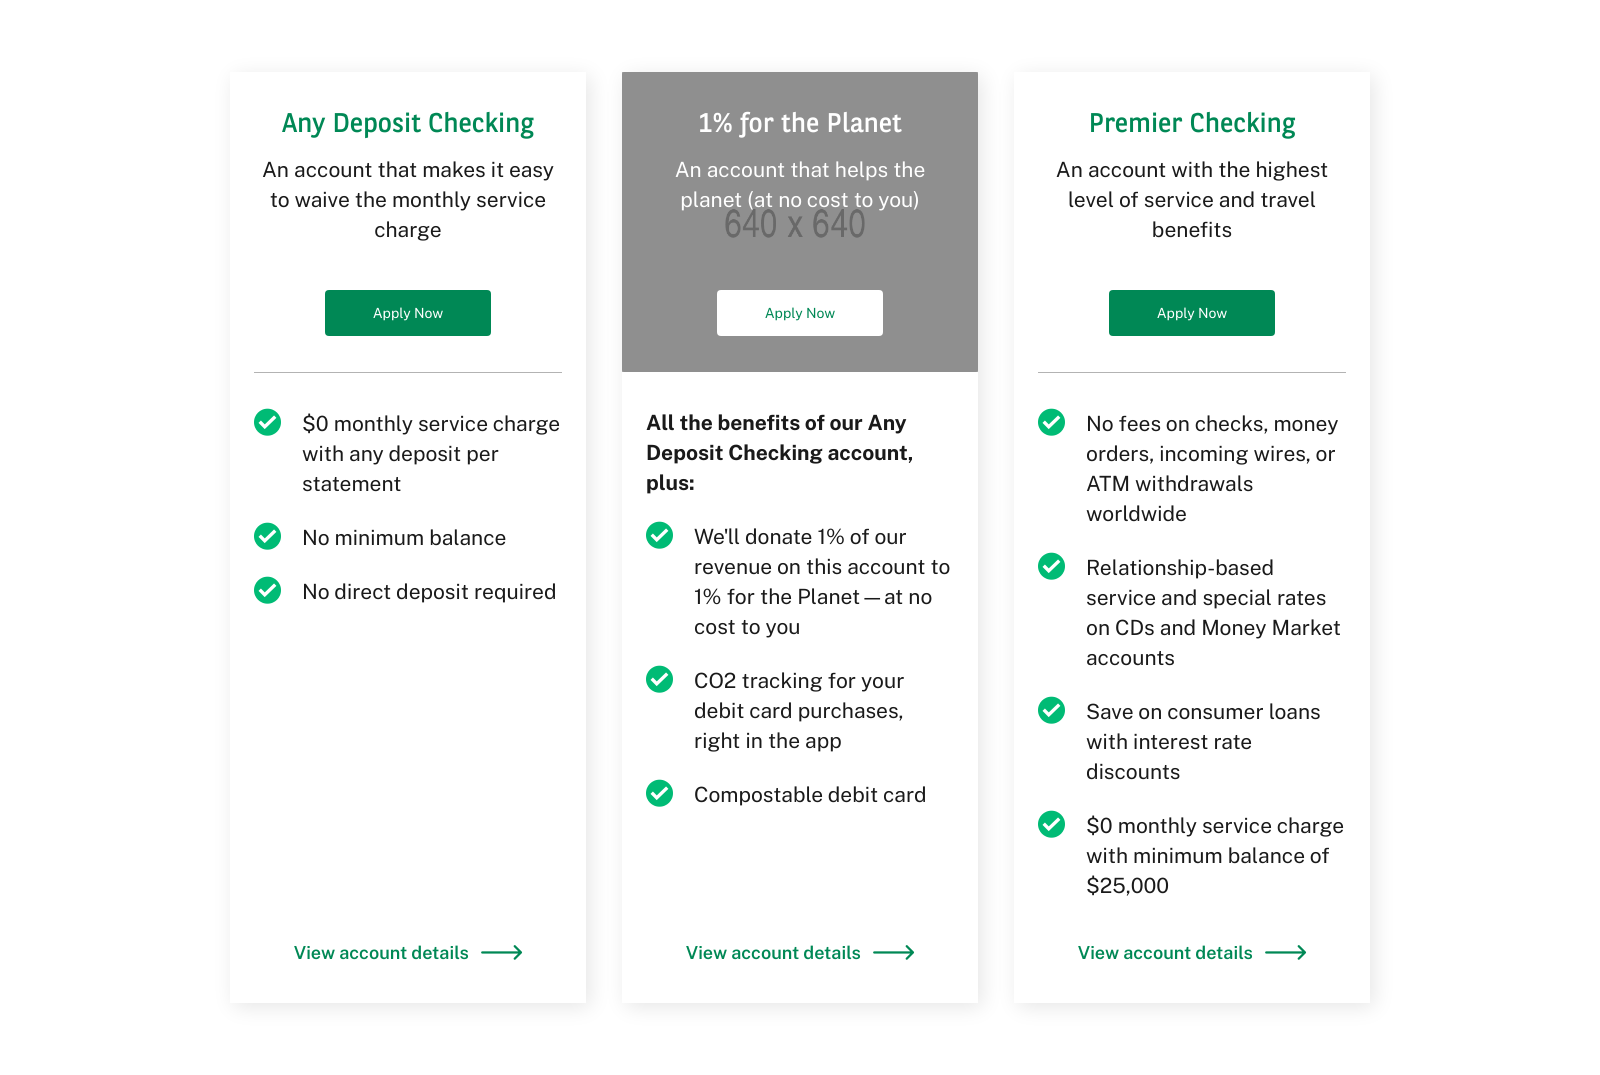 Any Deposit Checking
An account that makes it easy
to waive the monthly service
charge
Apply Now
$0 monthly service charge
with any deposit per
statement
No minimum balance
No direct deposit required
View account details
1% for the Planet
An account that helps the
planet (at no cost to you)
640 x 640
Apply Now
All the benefits of our Any
Deposit Checking account,
plus:
We'll donate 1% of our
revenue on this account to
1% for the Planet — at no
cost to you
CO2 tracking for your
debit card purchases,
right in the app
Compostable debit card
View account details
Premier Checking
An account with the highest
level of service and travel
benefits
Apply Now
No fees on checks, money
orders, incoming wires, or
ATM withdrawals
worldwide
Relationship-based
service and special rates
on CDs and Money Market
accounts
Save on consumer loans
with interest rate
discounts
$0 monthly service charge
with minimum balance of
$25,000
View account details